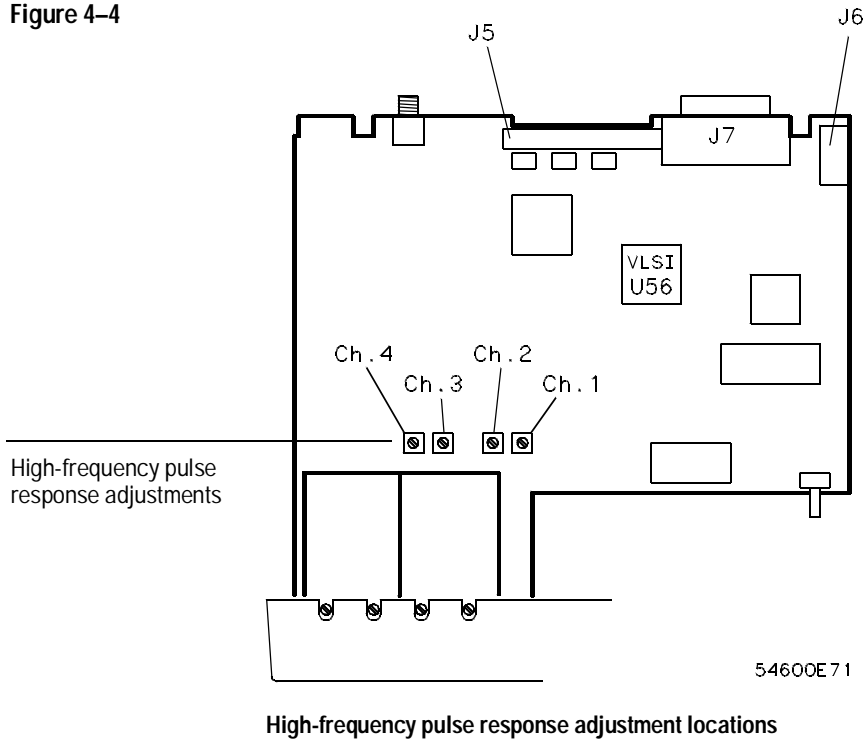 Figure 4–4
J5
J6
J7
VLSI
U56
Ch.4
Ch.2
Ch.3
Ch.1
High-frequency pulse
response adjustments
54600E71
High-frequency pulse response adjustment locations